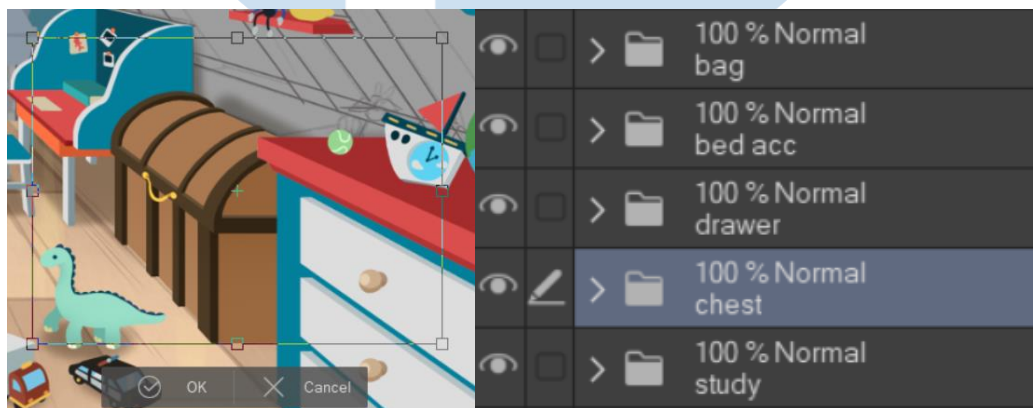 OK
Cancel
100 % Normal
bag
100 % Normal
bed acc
100 % Normal
drawer
100 % Normal
chest
100 % Normal
study